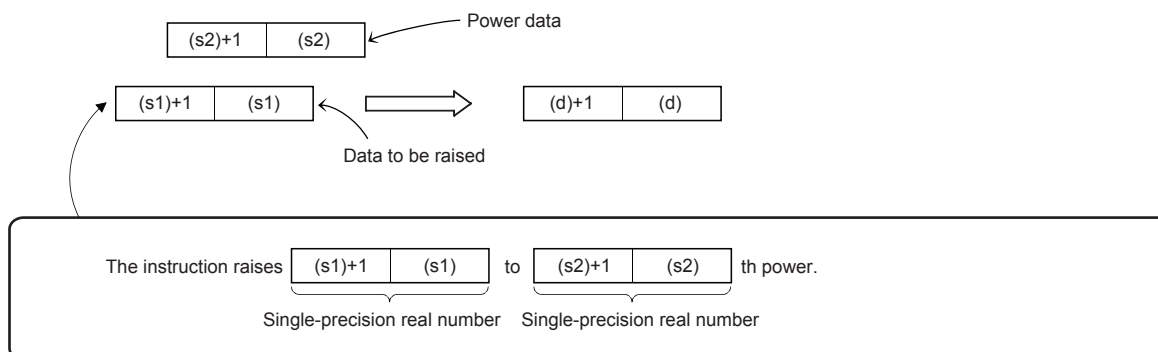 Power data
(s2)+1 (s2)
(s1)+1 (s1) (d)+1 (d)
Data to be raised
The instruction raises (s1)+1 (s1) to (s2)+1 (s2) th power.
Single-precision real number Single-precision real number